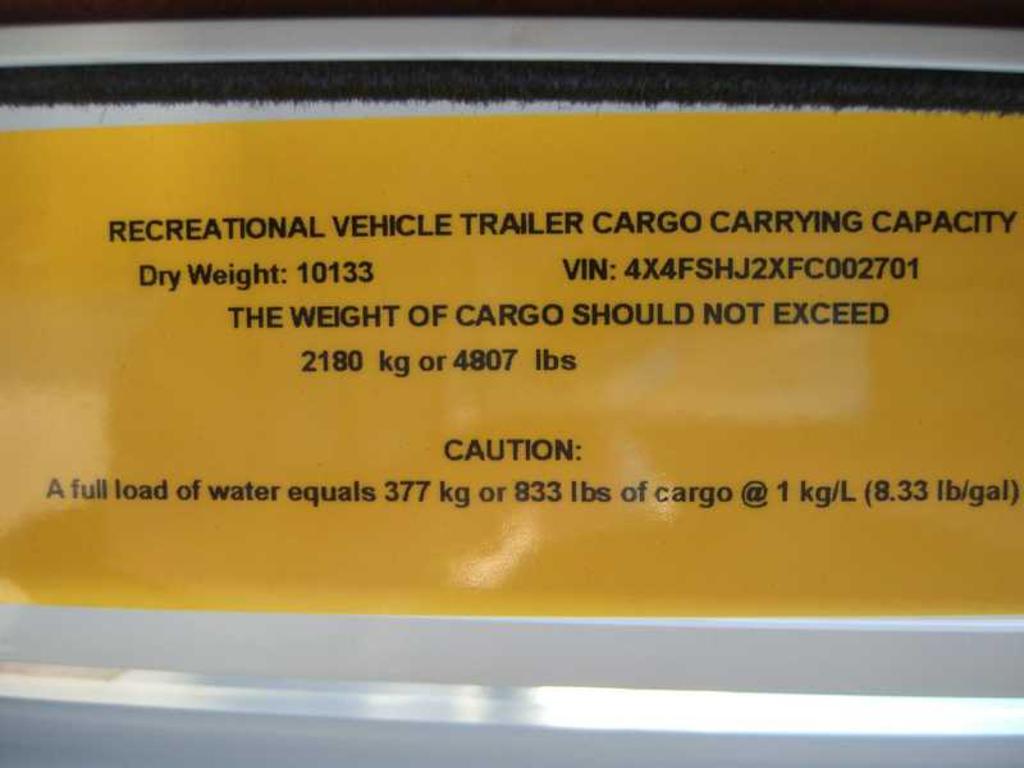 RECREATIONAL VEHICLE TRAILER CARGO CARRYING CAPACITY
Dry Weight: 10133 VIN: 4X4FSHJ2XFC002701
THE WEIGHT OF CARGO SHOULD NOT EXCEED
2180 kg or 4807 lbs
CAUTION:
A full load of water equals 377 kg or 833 lbs of cargo @ 1 kg/L (8.33 lb/gal)